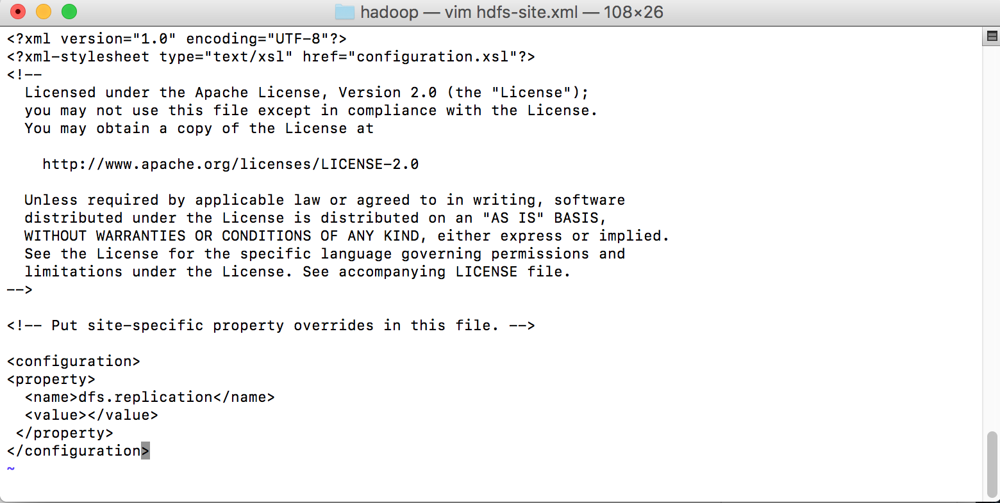 hadoop — vim hdfs-site.xml — 108×26
<?xml version="1.0" encoding="UTF-8"?>
<?xml-stylesheet type="text/xsl" href="configuration.xsl"?>
<!--
  Licensed under the Apache License, Version 2.0 (the "License");
  you may not use this file except in compliance with the License.
  You may obtain a copy of the License at

    http://www.apache.org/licenses/LICENSE-2.0

  Unless required by applicable law or agreed to in writing, software
  distributed under the License is distributed on an "AS IS" BASIS,
  WITHOUT WARRANTIES OR CONDITIONS OF ANY KIND, either express or implied.
  See the License for the specific language governing permissions and
  limitations under the License. See accompanying LICENSE file.
-->

<!-- Put site-specific property overrides in this file. -->

<configuration>
<property>
  <name>dfs.replication</name>
  <value></value>
 </property>
</configuration>
~